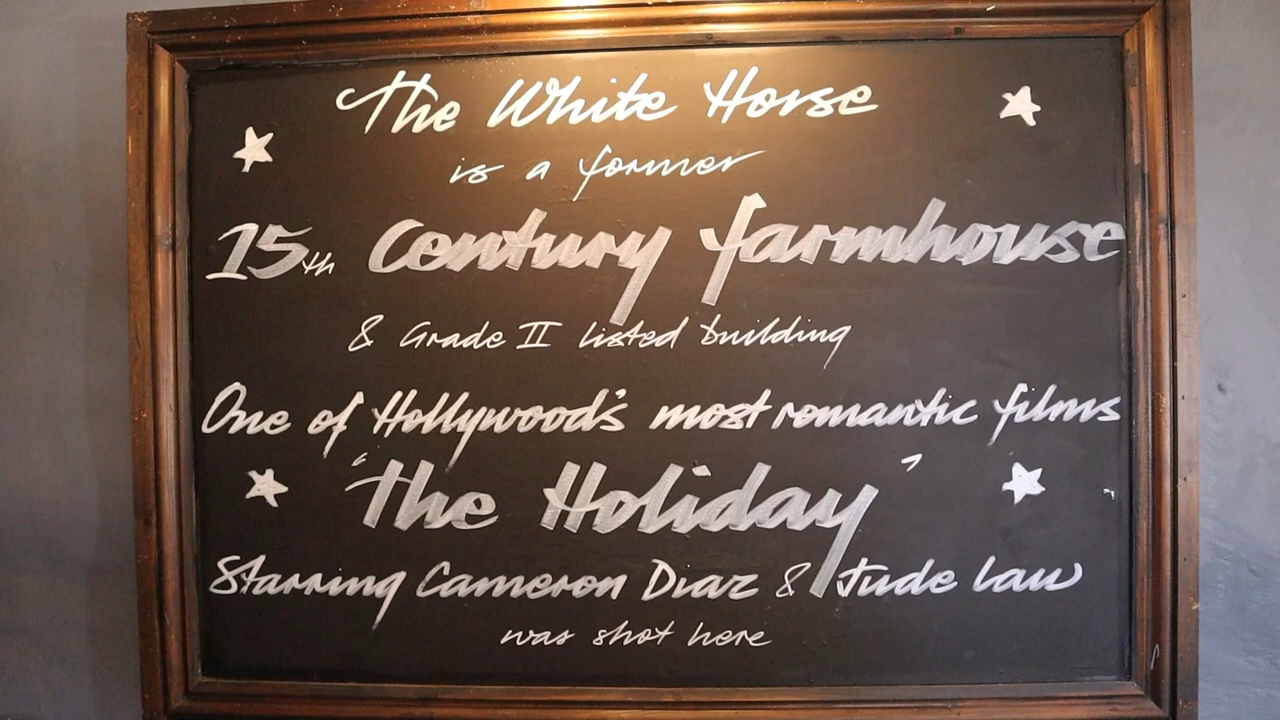 The White Horse
is a former
15th Century farmhouse
& Grade II listed building
One of Hollywood's most romantic films
'The Holiday'
Starring Cameron Diaz & Jude Law
was shot here